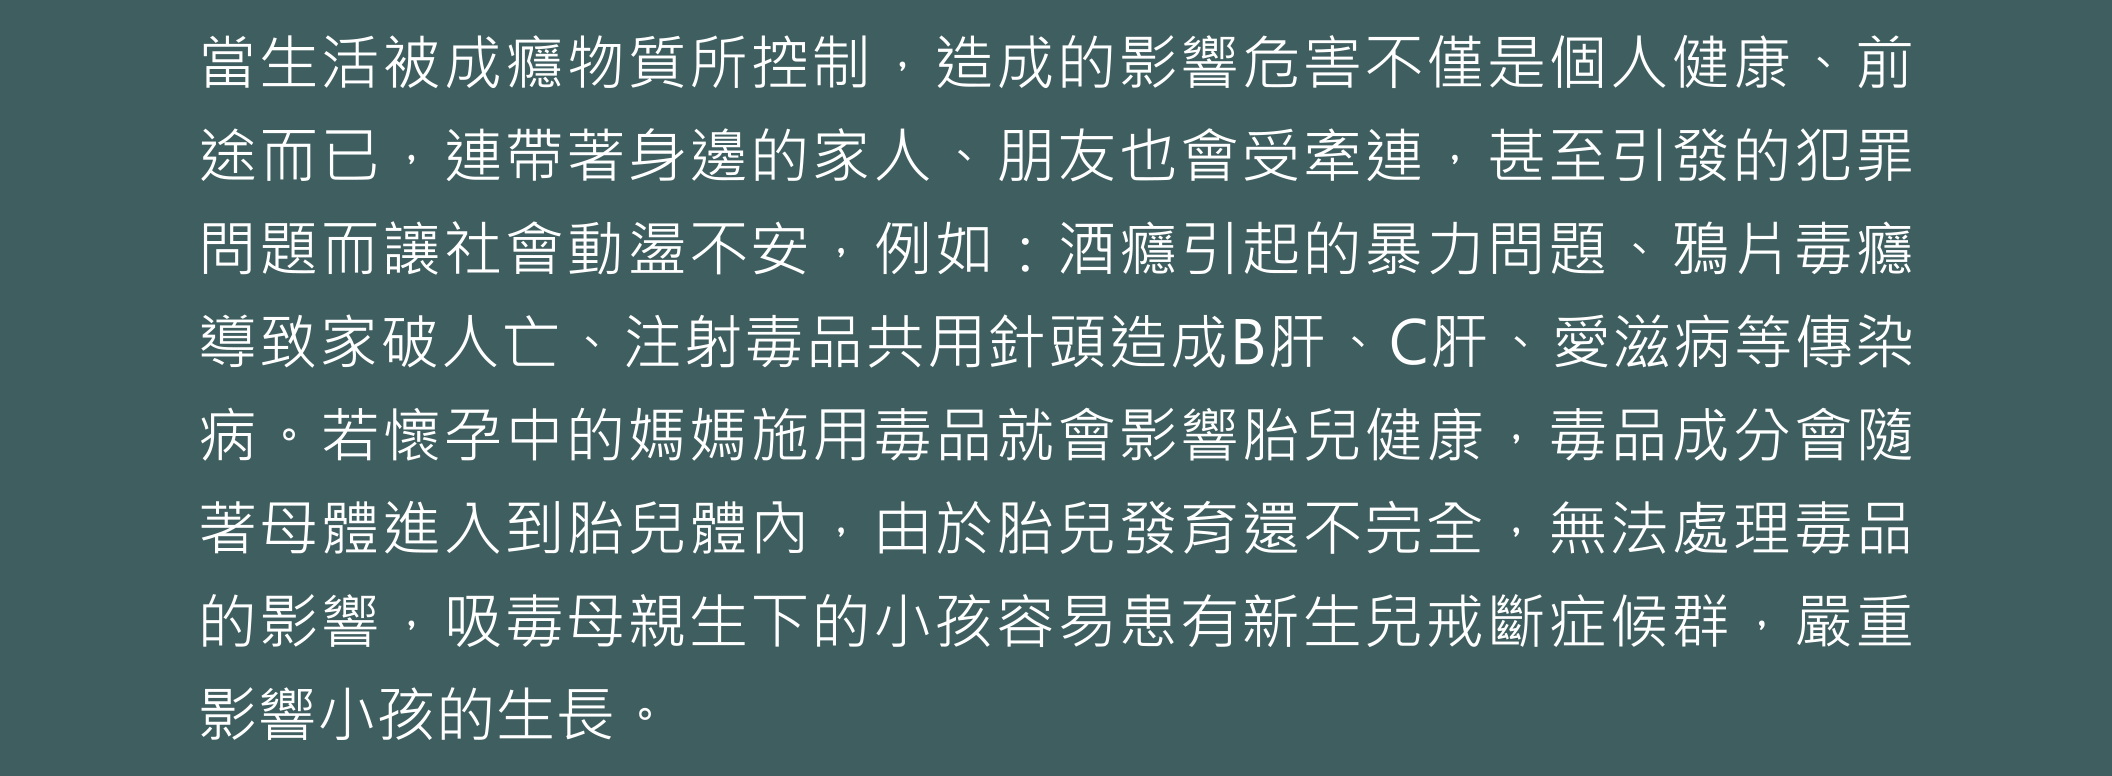 當生活被成癮物質所控制，造成的影響危害不僅是個人健康、前
途而已，連帶著身邊的家人、朋友也會受牽連，甚至引發的犯罪
問題而讓社會動盪不安，例如：酒癮引起的暴力問題、鴉片毒癮
導致家破人亡、注射毒品共用針頭造成B肝、C肝、愛滋病等傳染
病。若懷孕中的媽媽施用毒品就會影響胎兒健康，毒品成分會隨
著母體進入到胎兒體內，由於胎兒發育還不完全，無法處理毒品
的影響，吸毒母親生下的小孩容易患有新生兒戒斷症候群，嚴重
影響小孩的生長。